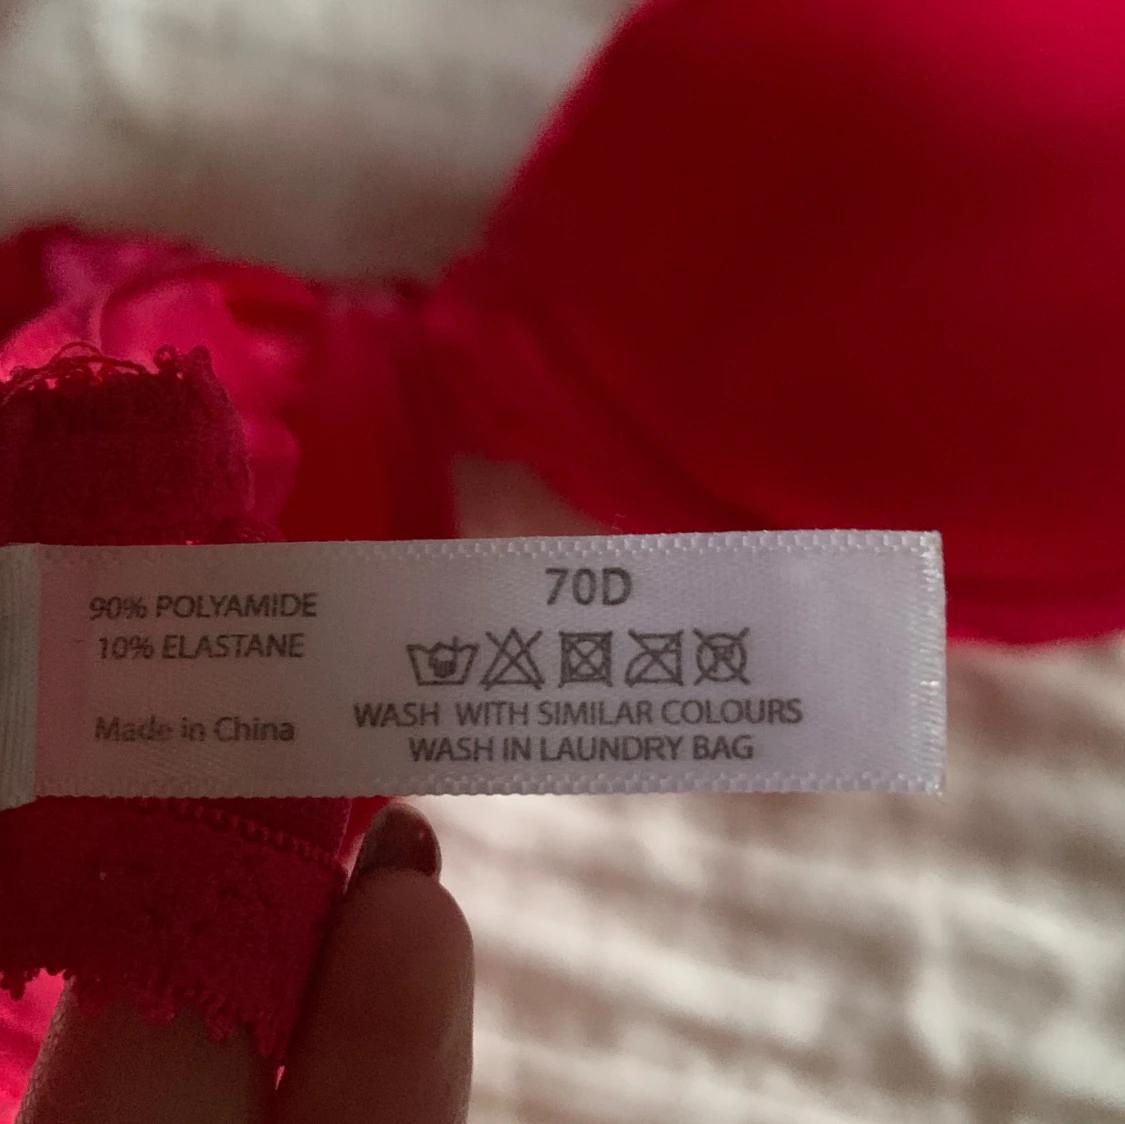 90% POLYAMIDE
10% ELASTANE
Made in China
70D
WASH WITH SIMILAR COLOURS
WASH IN LAUNDRY BAG